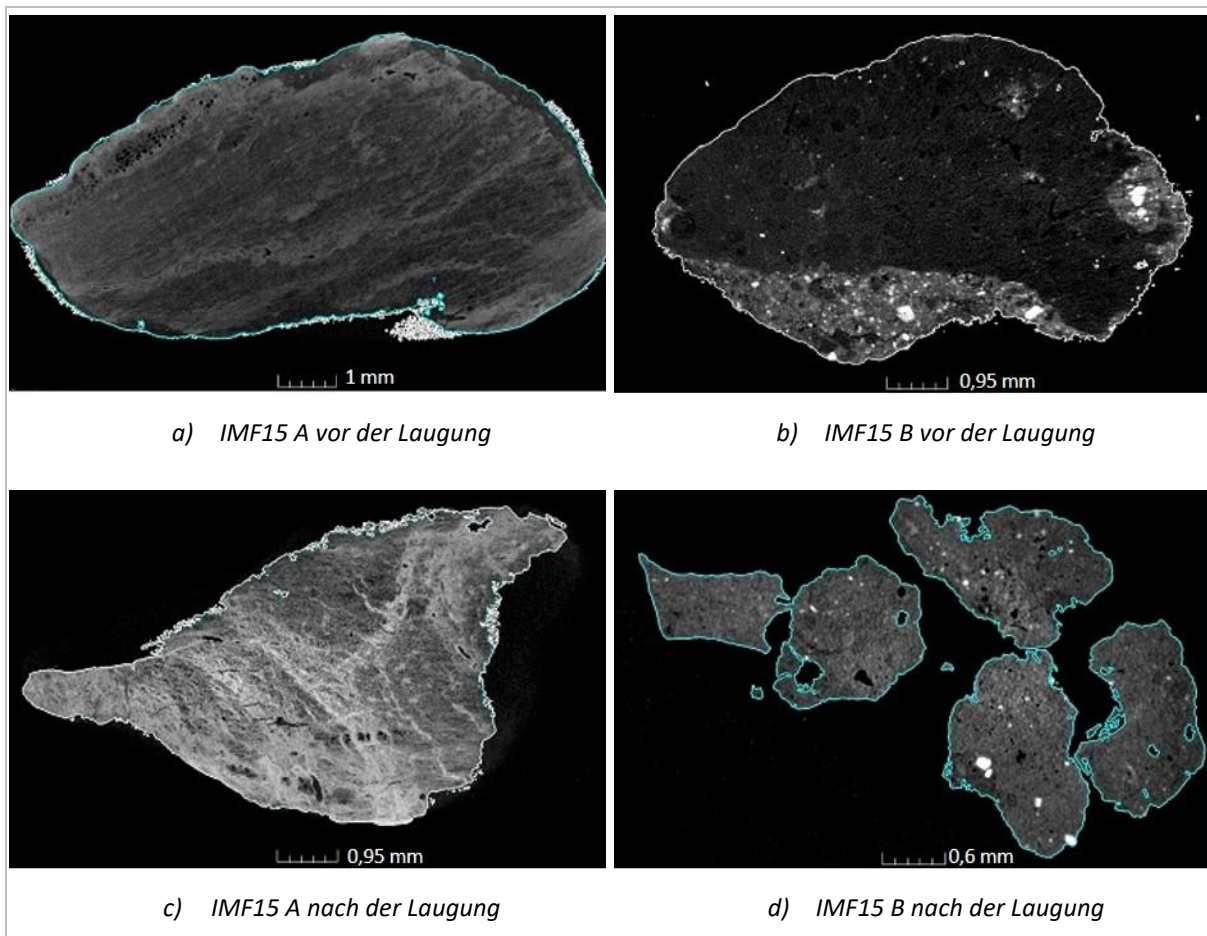 1 mm
0,95 mm
a) IMF15 A vor der Laugung
b) IMF15 B vor der Laugung
0,95 mm
0,6 mm
c) IMF15 A nach der Laugung
d) IMF15 B nach der Laugung